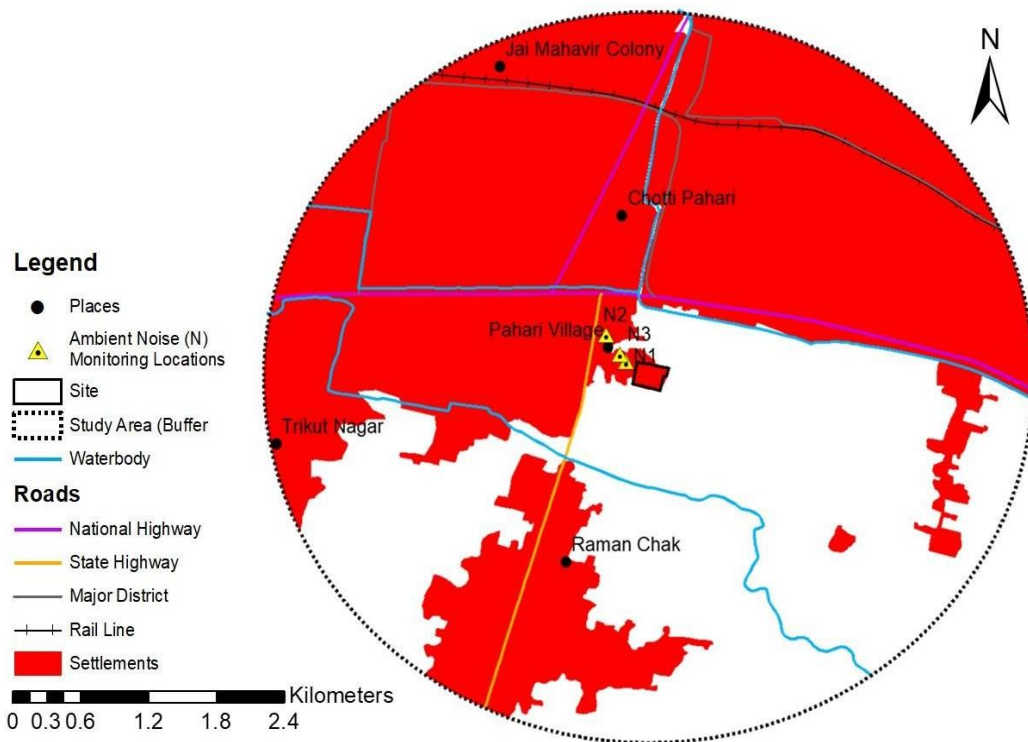 Jai Mahavir Colony
N
Chotti Pahari
N2
Pahari Village
N3
N1
Trikut Nagar
Raman Chak
Legend
Places
Ambient Noise (N)
Monitoring Locations
Site
Study Area (Buffer
Waterbody
Roads
National Highway
State Highway
Major District
Rail Line
Settlements
Kilometers
0 0.3 0.6 1.2 1.8 2.4